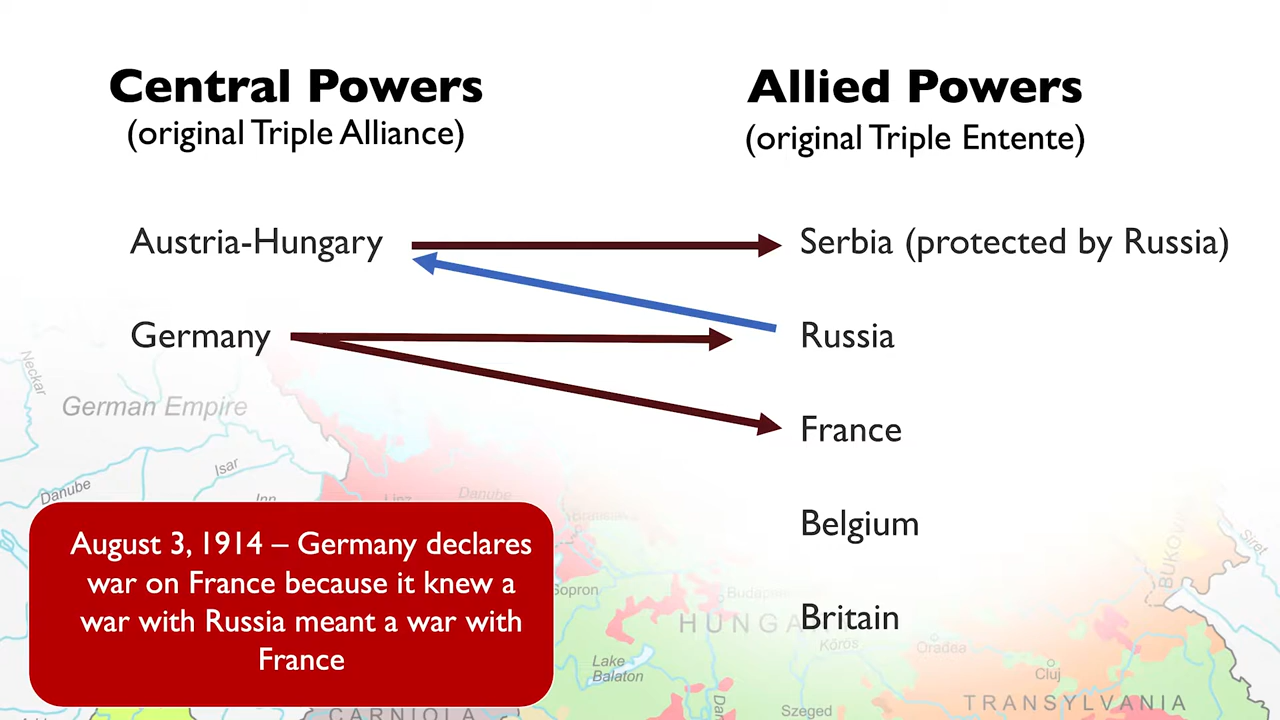 Central Powers
(original Triple Alliance)
Allied Powers
(original Triple Entente)
Austria-Hungary
Serbia (protected by Russia)
Germany
Russia
France
Belgium
Britain
August 3, 1914 – Germany declares
war on France because it knew a
war with Russia meant a war with
France
Neckar
German Empire
Isar
Danube
Inn
Linz
Danube
Sopron
Budapest
HUNGA
Körös
Oradea
Cluj
Lake
Balaton
Szeged
TRANSYLVANIA
CARNIOLA
BUKOV
Siret